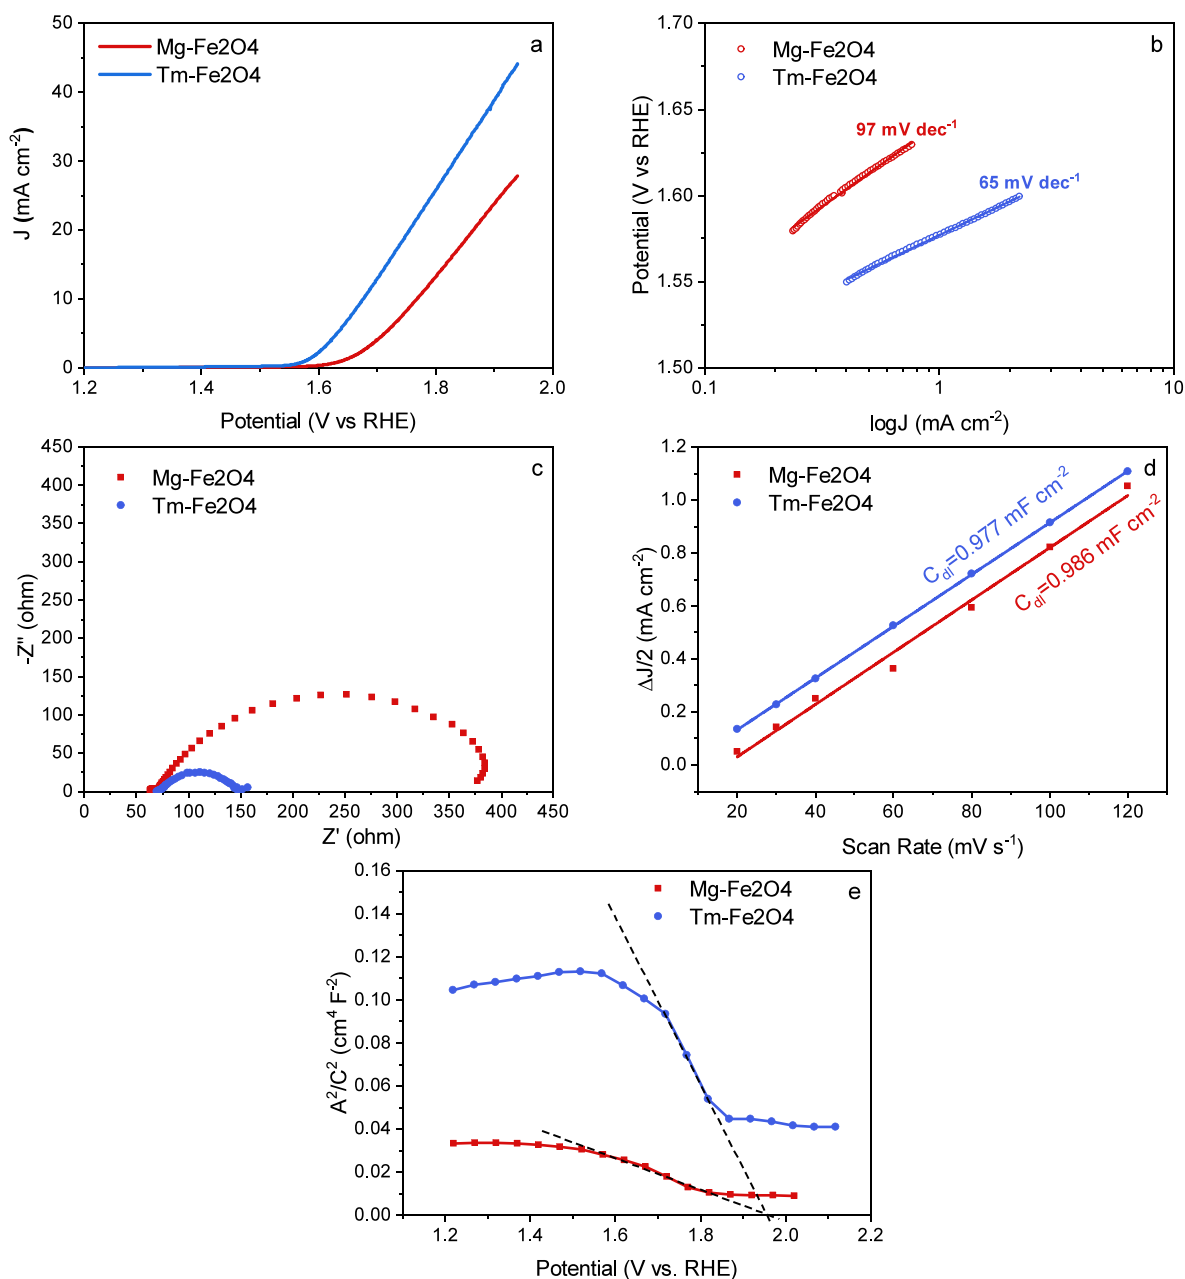 a
Mg-Fe2O4
Tm-Fe2O4
J (mA cm-2)
50
40
30
20
10
0
1.2
1.4
1.6
1.8
2.0
Potential (V vs RHE)
b
Mg-Fe2O4
Tm-Fe2O4
97 mV dec-1
65 mV dec-1
Potential (V vs RHE)
1.70
1.65
1.60
1.55
1.50
0.1
1
10
logJ (mA cm-2)
c
Mg-Fe2O4
Tm-Fe2O4
-Z" (ohm)
450
400
350
300
250
200
150
100
50
0
0
50
100
150
200
250
300
350
400
450
Z' (ohm)
d
Mg-Fe2O4
Tm-Fe2O4
Cdl=0.977 mF cm-2
Cdl=0.986 mF cm-2
ΔJ/2 (mA cm-2)
1.2
1.0
0.8
0.6
0.4
0.2
0.0
20
40
60
80
100
120
Scan Rate (mV s-1)
e
Mg-Fe2O4
Tm-Fe2O4
A2/C2 (cm4 F-2)
0.16
0.14
0.12
0.10
0.08
0.06
0.04
0.02
0.00
1.2
1.4
1.6
1.8
2.0
2.2
Potential (V vs. RHE)